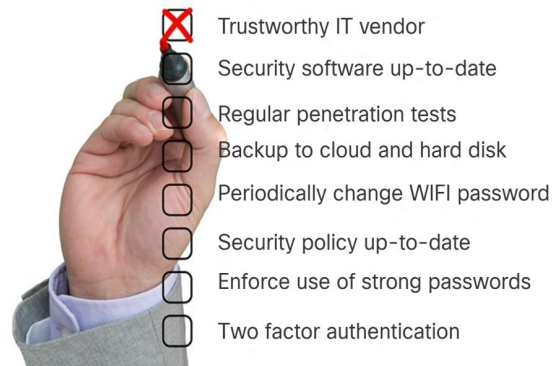 Trustworthy IT vendor
Security software up-to-date
Regular penetration tests
Backup to cloud and hard disk
Periodically change WIFI password
Security policy up-to-date
Enforce use of strong passwords
Two factor authentication